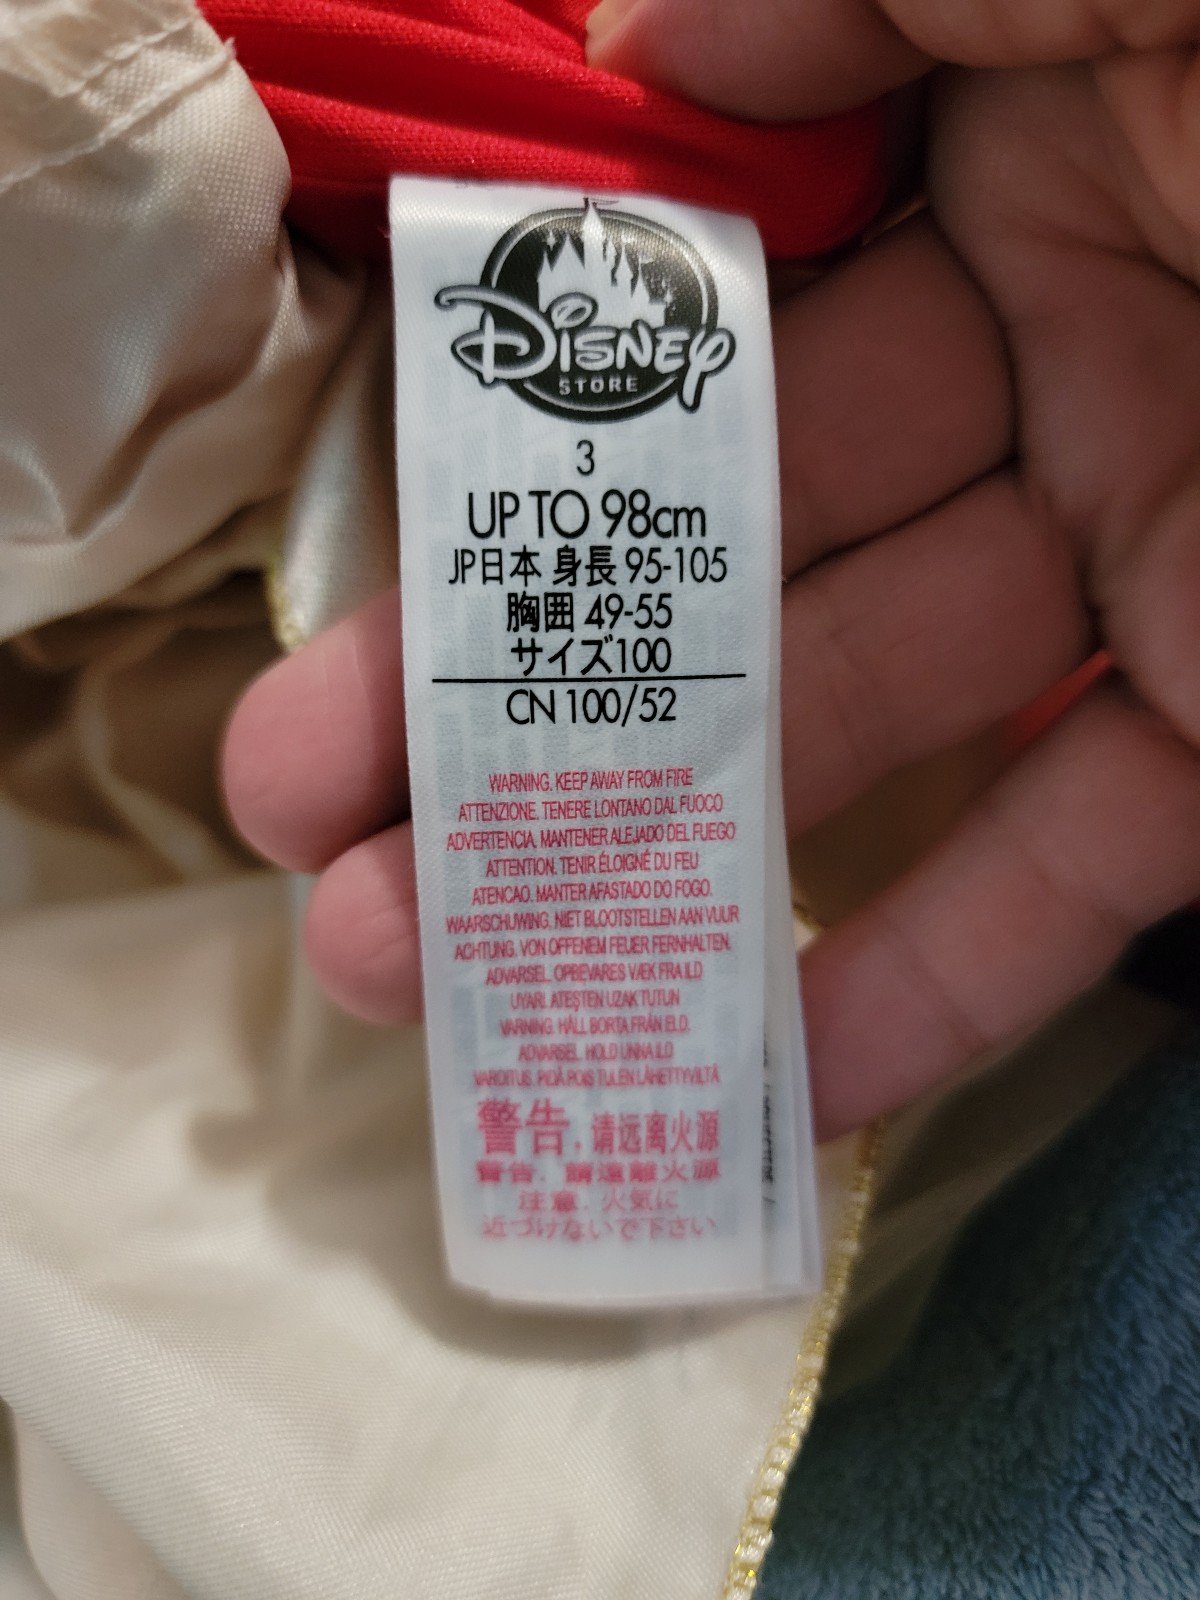 Disney
STORE
3
UP TO 98cm
JP日本 身長 95-105
胸囲 49-55
サイズ100
CN 100/52
WARNING. KEEP AWAY FROM FIRE
ATTENZIONE. TENERE LONTANO DAL FUOCO
ADVERTENCIA. MANTENER ALEJADO DEL FUEGO
ATTENTION. TENIR ÉLOIGNÉ DU FEU
ATENCAO. MANTER AFASTADO DO FOGO.
WAARSCHUWING. NIET BLOOTSTELLEN AAN VUUR
ACHTUNG. VON OFFENEM FEUER FERNHALTEN.
ADVARSEL. OPBEVARES VÆK FRA ILD
UYARI. ATEŞTEN UZAK TUTUN
VARNING. HÅLL BORTA FRÅN ELD.
ADVARSEL. HOLD UNNA ILD
VAROITUS. PIDÄ POIS TULEN LÄHETTYVILTÄ
警告，请远离火源
警告．請遠離火源
注意．火気に
近づけないで下さい